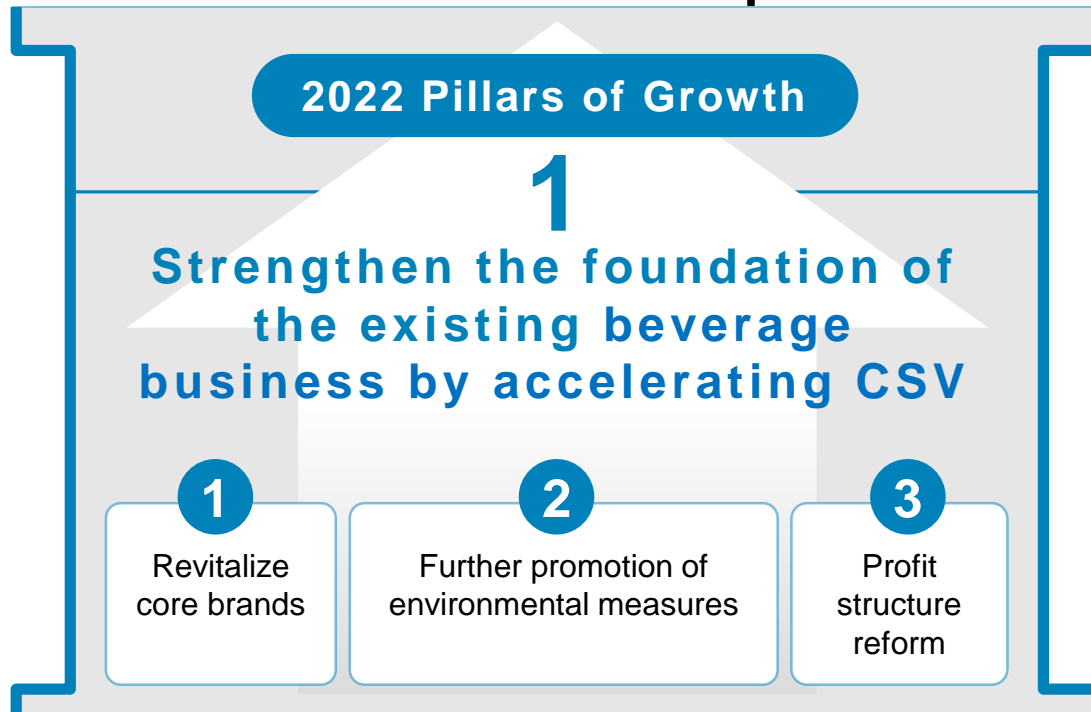 2022 Pillars of Growth
1
Strengthen the foundation of
the existing beverage
business by accelerating CSV
1
Revitalize
core brands
2
Further promotion of
environmental measures
3
Profit
structure
reform